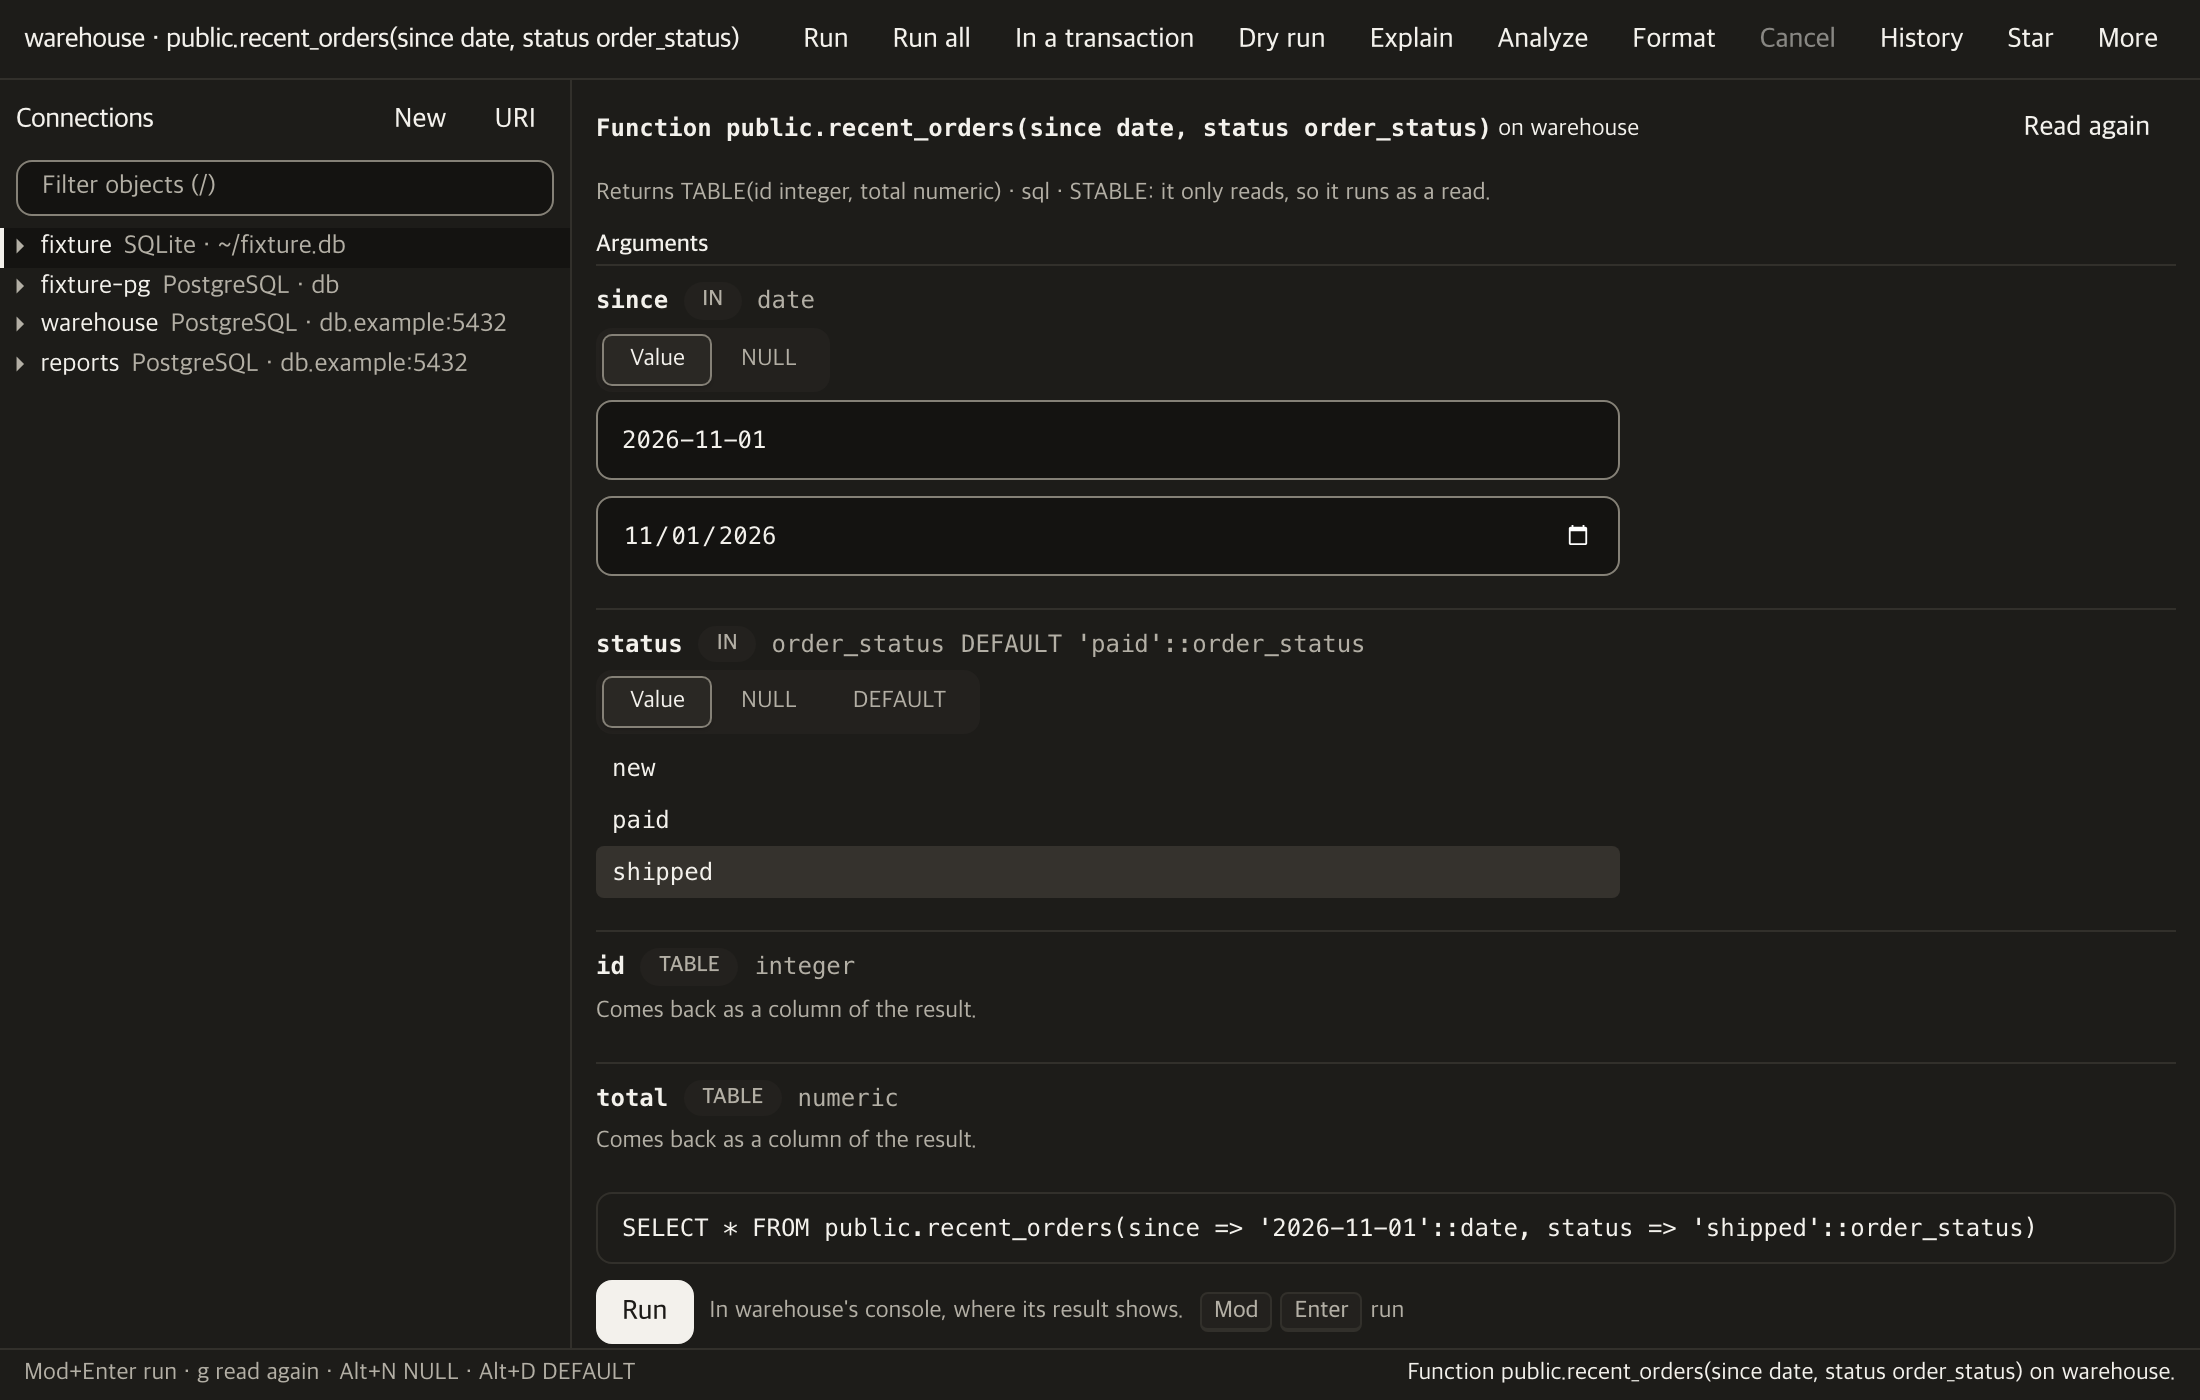 warehouse · public.recent_orders(since date, status order_status) Run Run all In a transaction Dry run Explain Analyze Format Cancel History Star More
Connections New URI
Filter objects (/)
fixture SQLite · ~/fixture.db
fixture-pg PostgreSQL · db
warehouse PostgreSQL · db.example:5432
reports PostgreSQL · db.example:5432
Function public.recent_orders(since date, status order_status) on warehouse Read again
Returns TABLE(id integer, total numeric) · sql · STABLE: it only reads, so it runs as a read.
Arguments
since IN date
Value NULL
2026-11-01
11/01/2026
status IN order_status DEFAULT 'paid'::order_status
Value NULL DEFAULT
new
paid
shipped
id TABLE integer
Comes back as a column of the result.
total TABLE numeric
Comes back as a column of the result.
SELECT * FROM public.recent_orders(since => '2026-11-01'::date, status => 'shipped'::order_status)
Run In warehouse's console, where its result shows. Mod Enter run
Mod+Enter run · g read again · Alt+N NULL · Alt+D DEFAULT Function public.recent_orders(since date, status order_status) on warehouse.